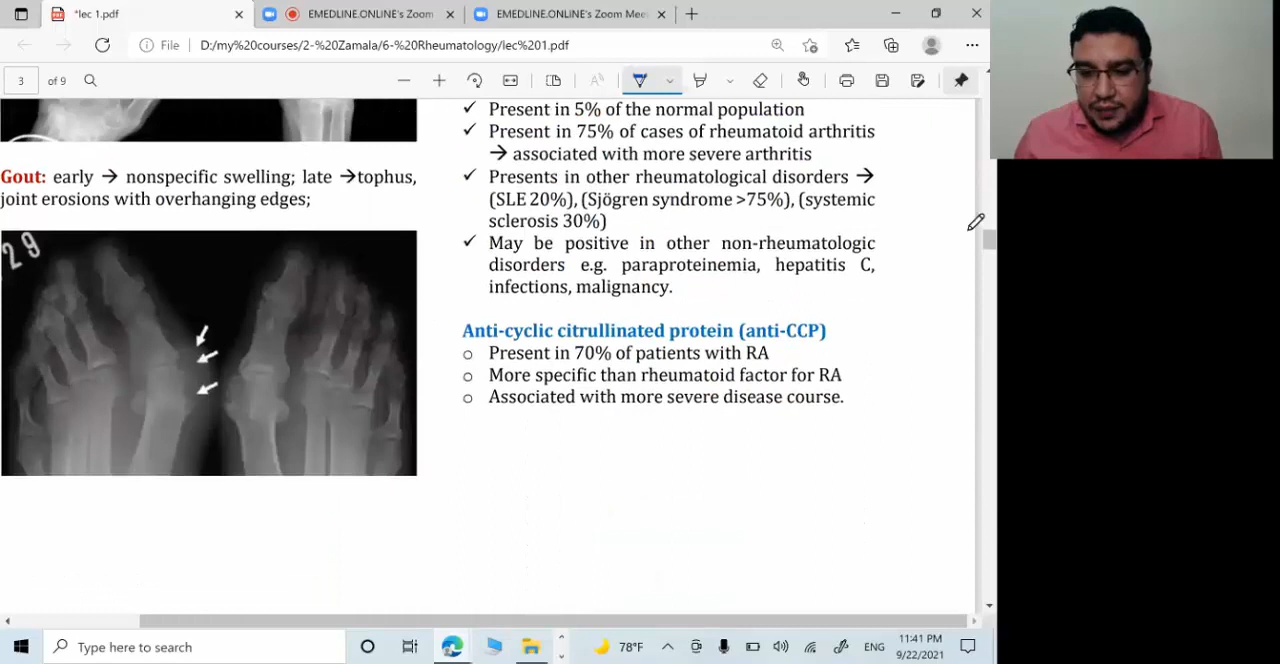 *lec 1.pdf
EMEDLINE.ONLINE's Zoom
EMEDLINE.ONLINE's Zoom Mee
File
D:/my%20courses/2-%20Zamala/6-%20Rheumatology/lec%201.pdf
3
of 9
Gout: early → nonspecific swelling; late →tophus,
joint erosions with overhanging edges;
29
✓ Present in 5% of the normal population
✓ Present in 75% of cases of rheumatoid arthritis
→ associated with more severe arthritis
✓ Presents in other rheumatological disorders →
(SLE 20%), (Sjögren syndrome >75%), (systemic
sclerosis 30%)
✓ May be positive in other non-rheumatologic
disorders e.g. paraproteinemia, hepatitis C,
infections, malignancy.
Anti-cyclic citrullinated protein (anti-CCP)
o Present in 70% of patients with RA
o More specific than rheumatoid factor for RA
o Associated with more severe disease course.
Type here to search
78°F
ENG
11:41 PM
9/22/2021